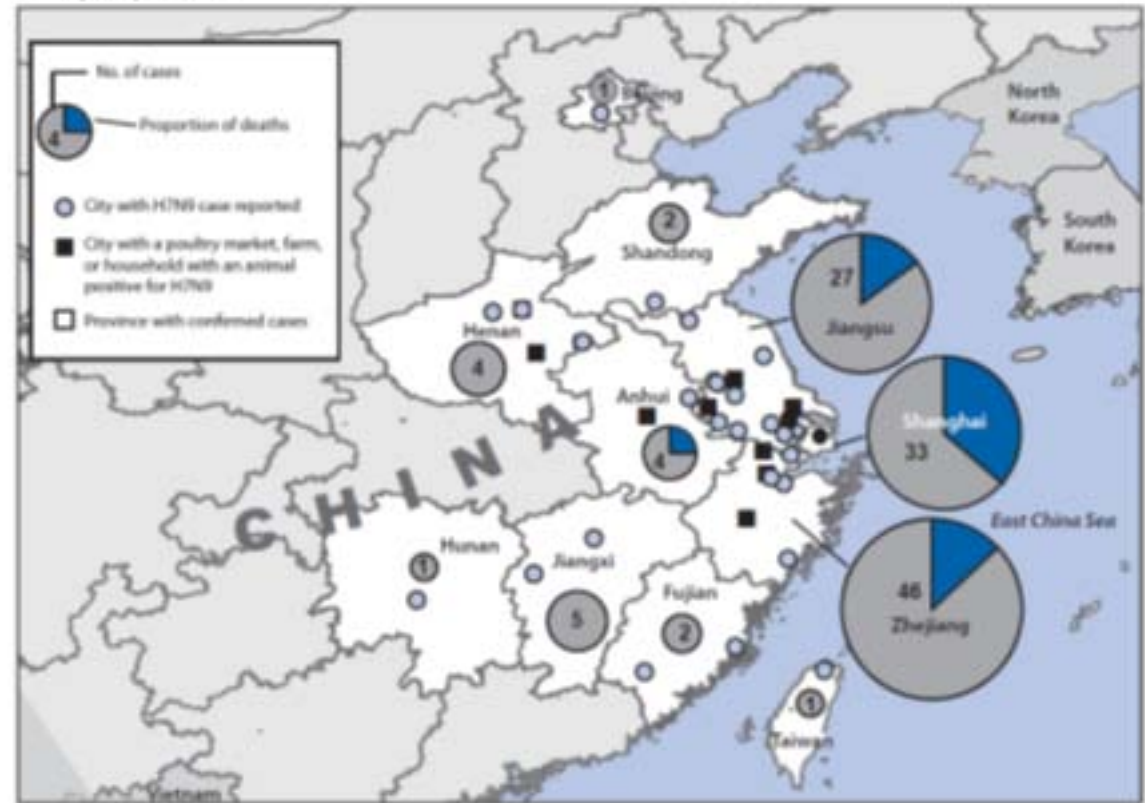 No. of cases
4
Proportion of deaths
City with H7N9 case reported
City with a poultry market, farm,
or household with an animal
positive for H7N9
Province with confirmed cases
1
Beijing
North
Korea
South
Korea
2
Shandong
27
Jiangsu
Henan
4
Anhui
4
Shanghai
33
CHINA
East China Sea
46
Zhejiang
Hunan
1
Jiangxi
5
Fujian
2
1
Taiwan
Vietnam